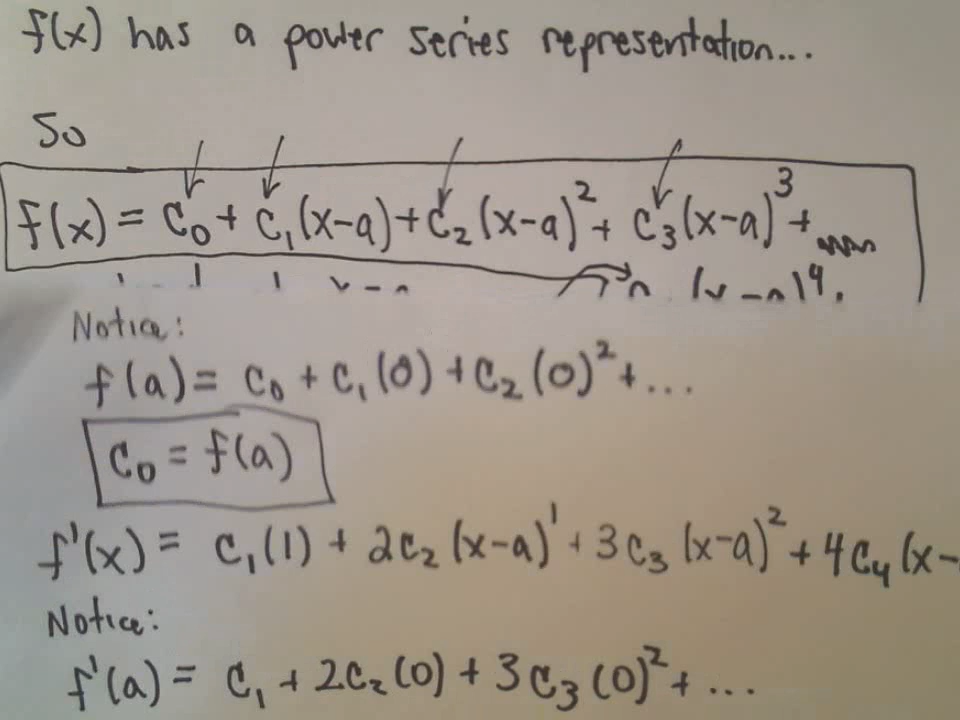 f(x) has a power series representation...
So
f(x) = C₀ + C₁(x-a) + C₂(x-a)² + C₃(x-a)³ + ...
Notice:
f(a) = C₀ + C₁(0) + C₂(0)² + ...
C₀ = f(a)
f'(x) = C₁(1) + 2C₂(x-a)¹ + 3C₃(x-a)² + 4C₄(x-
Notice:
f'(a) = C₁ + 2C₂(0) + 3C₃(0)² + ...